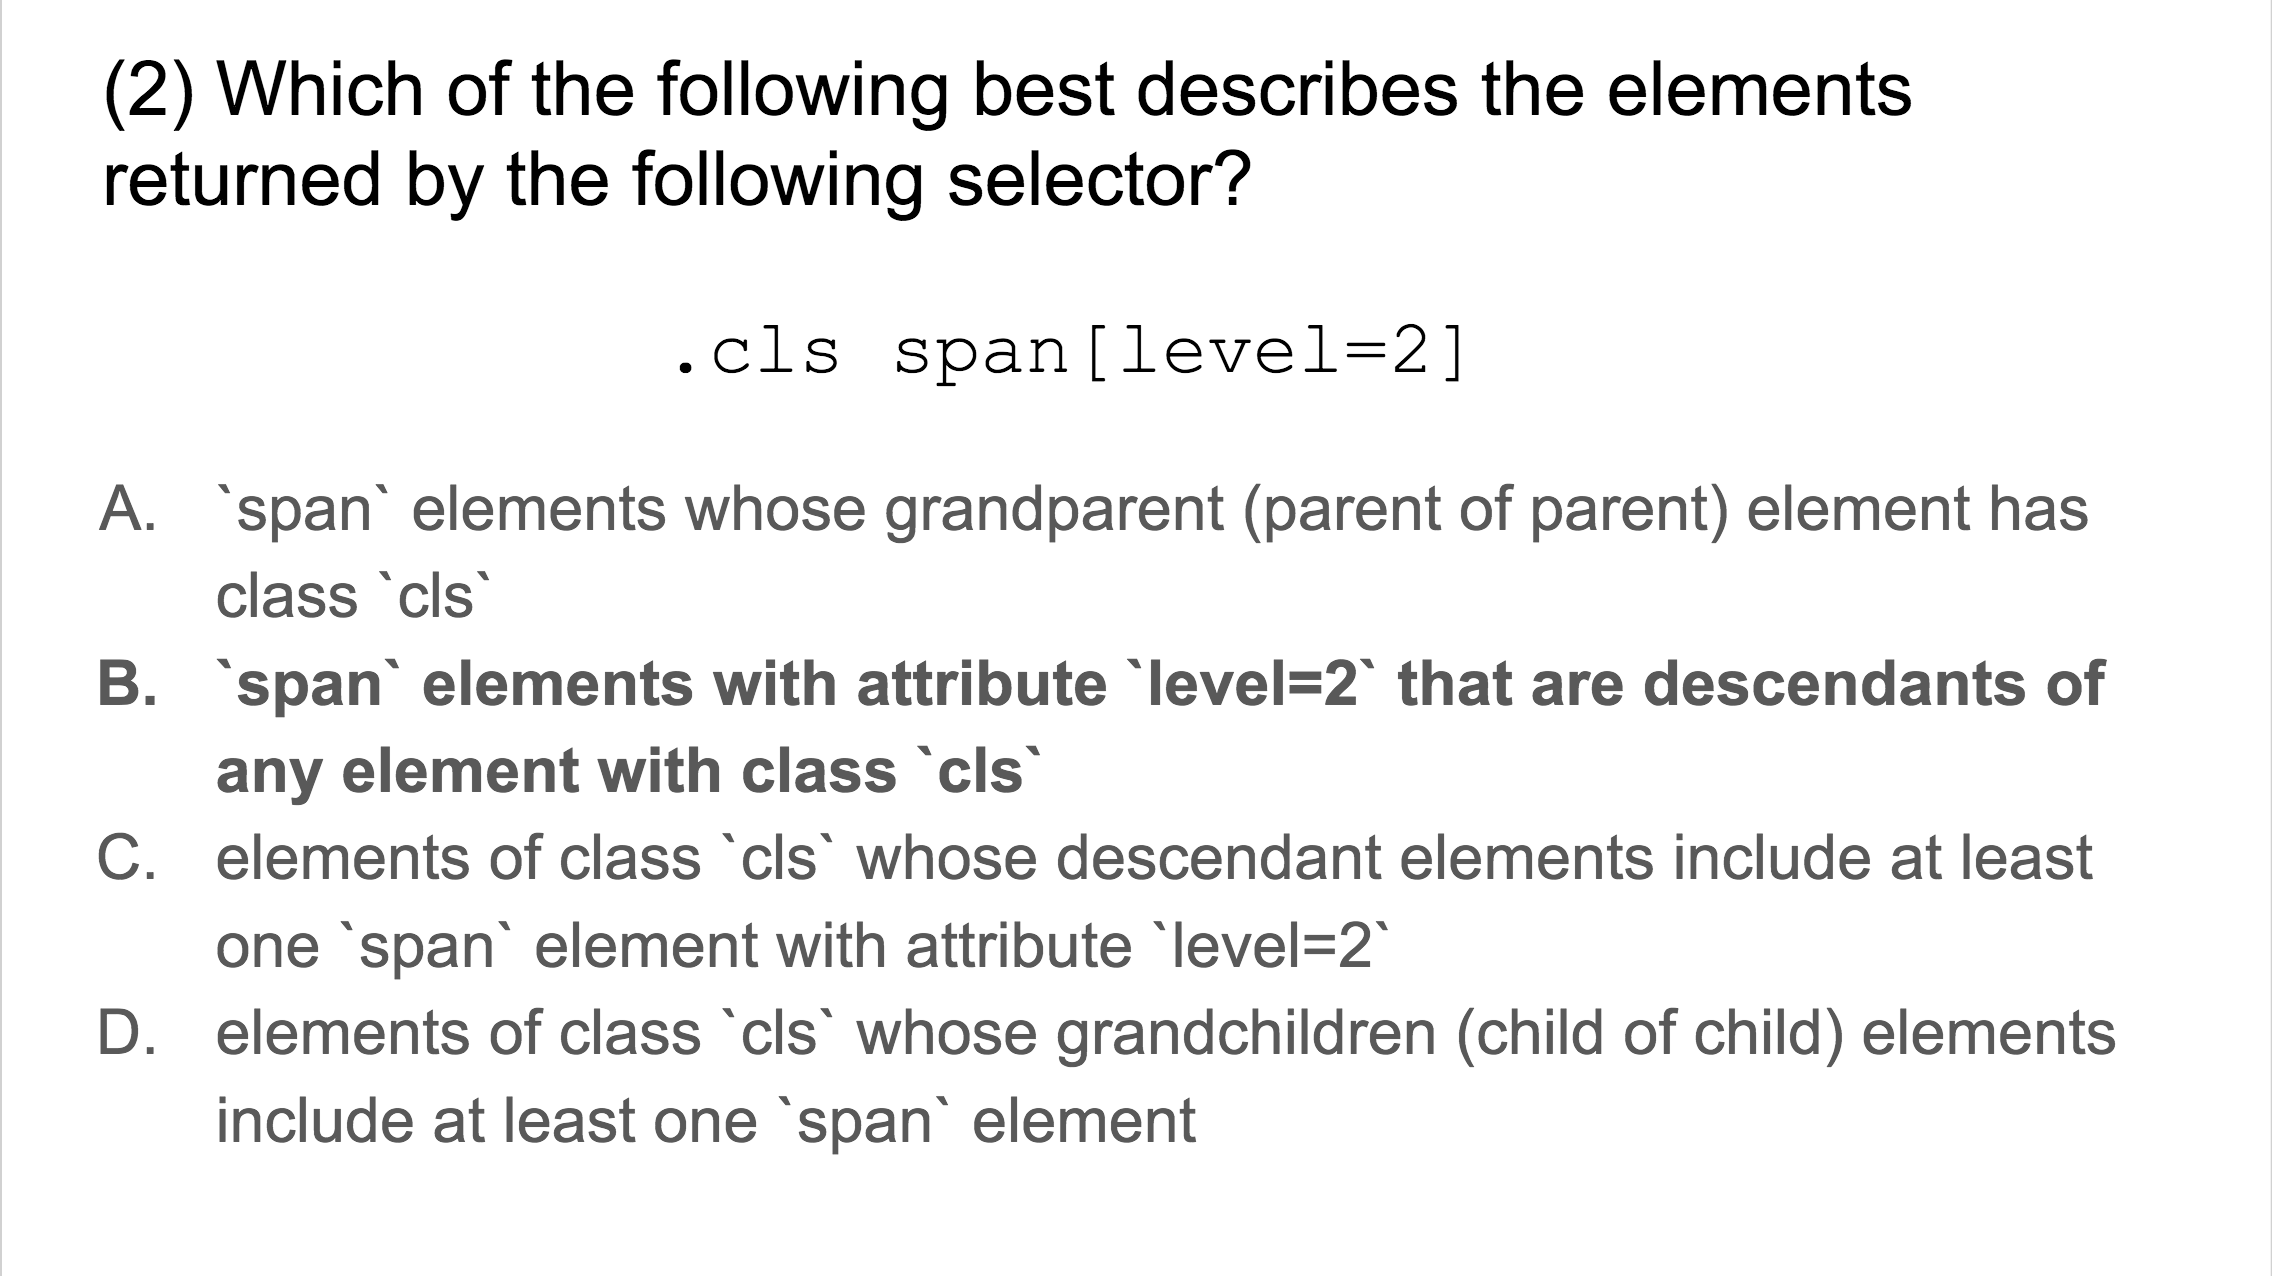 (2) Which of the following best describes the elements
returned by the following selector?
.cls span[level=2]
A. `span` elements whose grandparent (parent of parent) element has
class `cls`
B. `span` elements with attribute `level=2` that are descendants of
any element with class `cls`
C. elements of class `cls` whose descendant elements include at least
one `span` element with attribute `level=2`
D. elements of class `cls` whose grandchildren (child of child) elements
include at least one `span` element